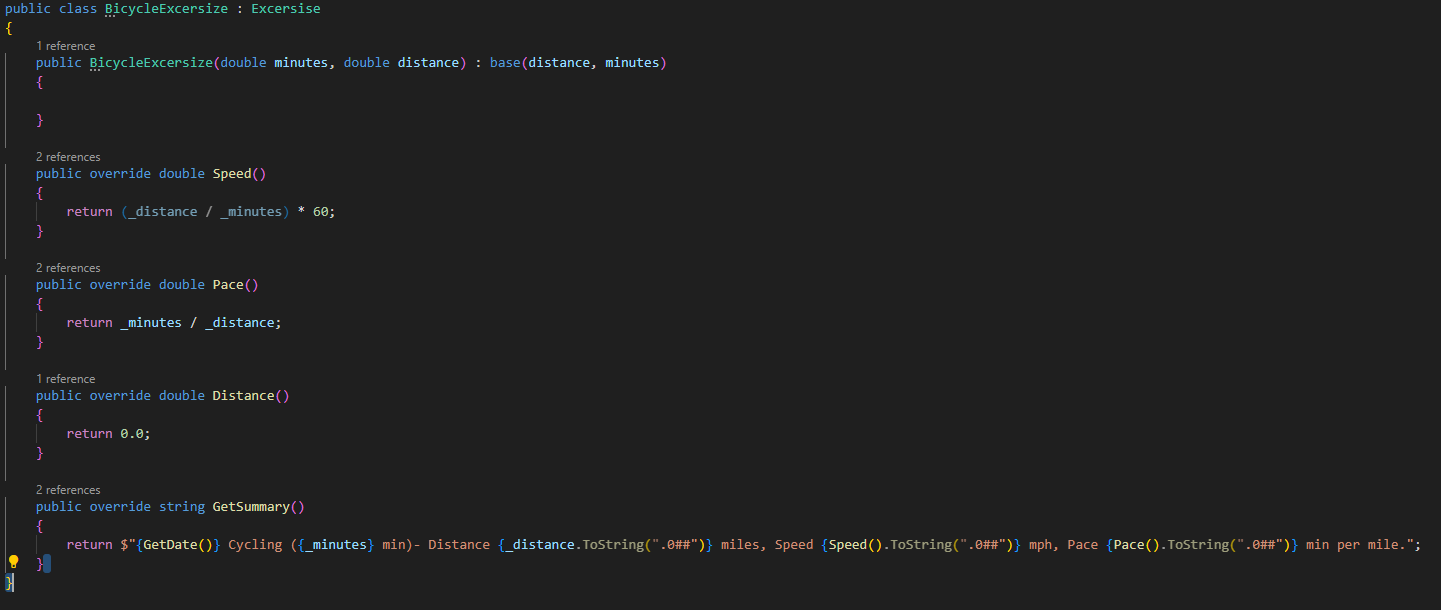 public class BicycleExcersize : Excersise
{
1 reference
public BicycleExcersize(double minutes, double distance) : base(distance, minutes)
{
}
2 references
public override double Speed()
{
return (_distance / _minutes) * 60;
}
2 references
public override double Pace()
{
return _minutes / _distance;
}
1 reference
public override double Distance()
{
return 0.0;
}
2 references
public override string GetSummary()
{
return $"{GetDate()} Cycling ({_minutes} min)- Distance {_distance.ToString(".0##")} miles, Speed {Speed().ToString(".0##")} mph, Pace {Pace().ToString(".0##")} min per mile.";
}
}